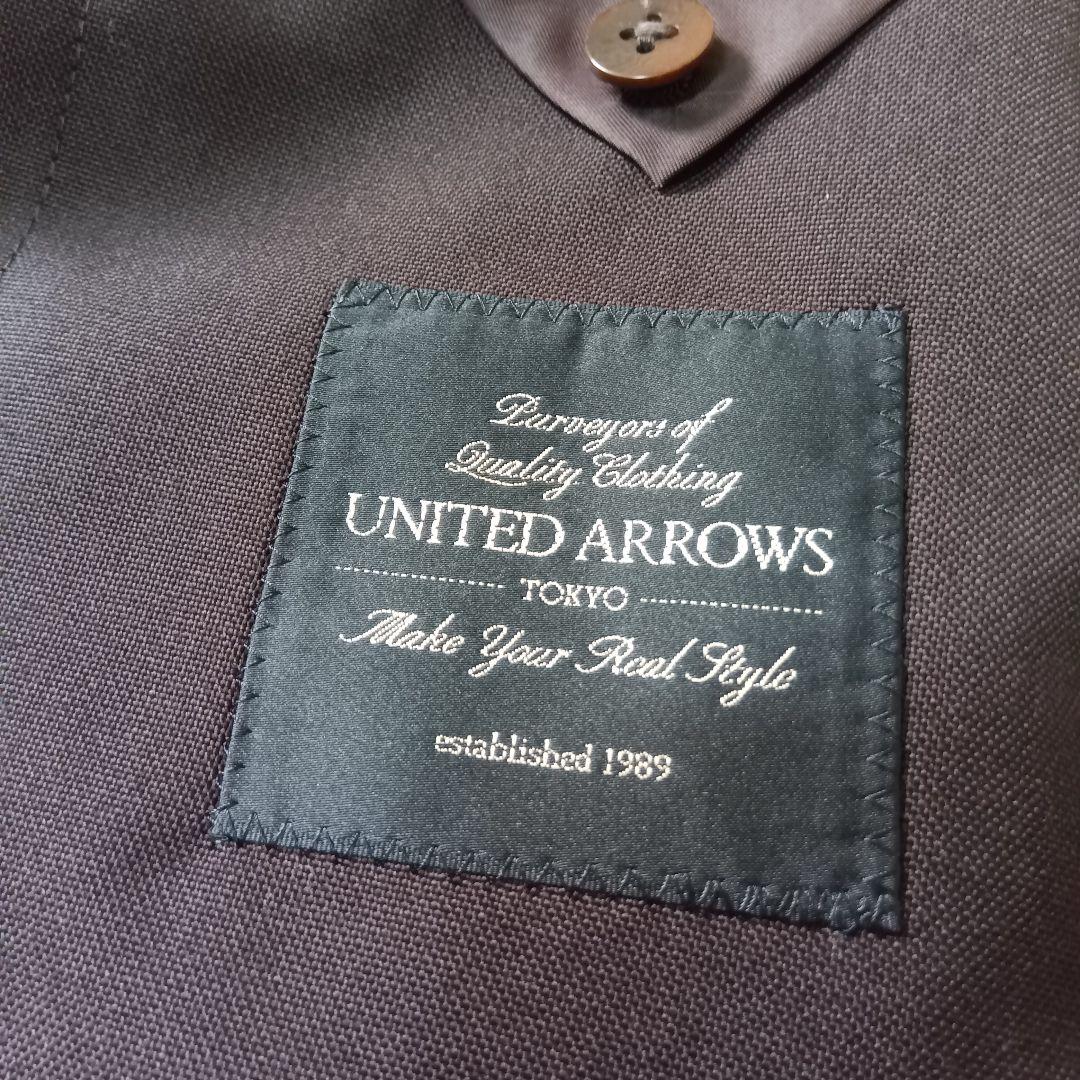 Purveyors of
Quality Clothing
UNITED ARROWS
TOKYO
Make Your Real Style
established 1989